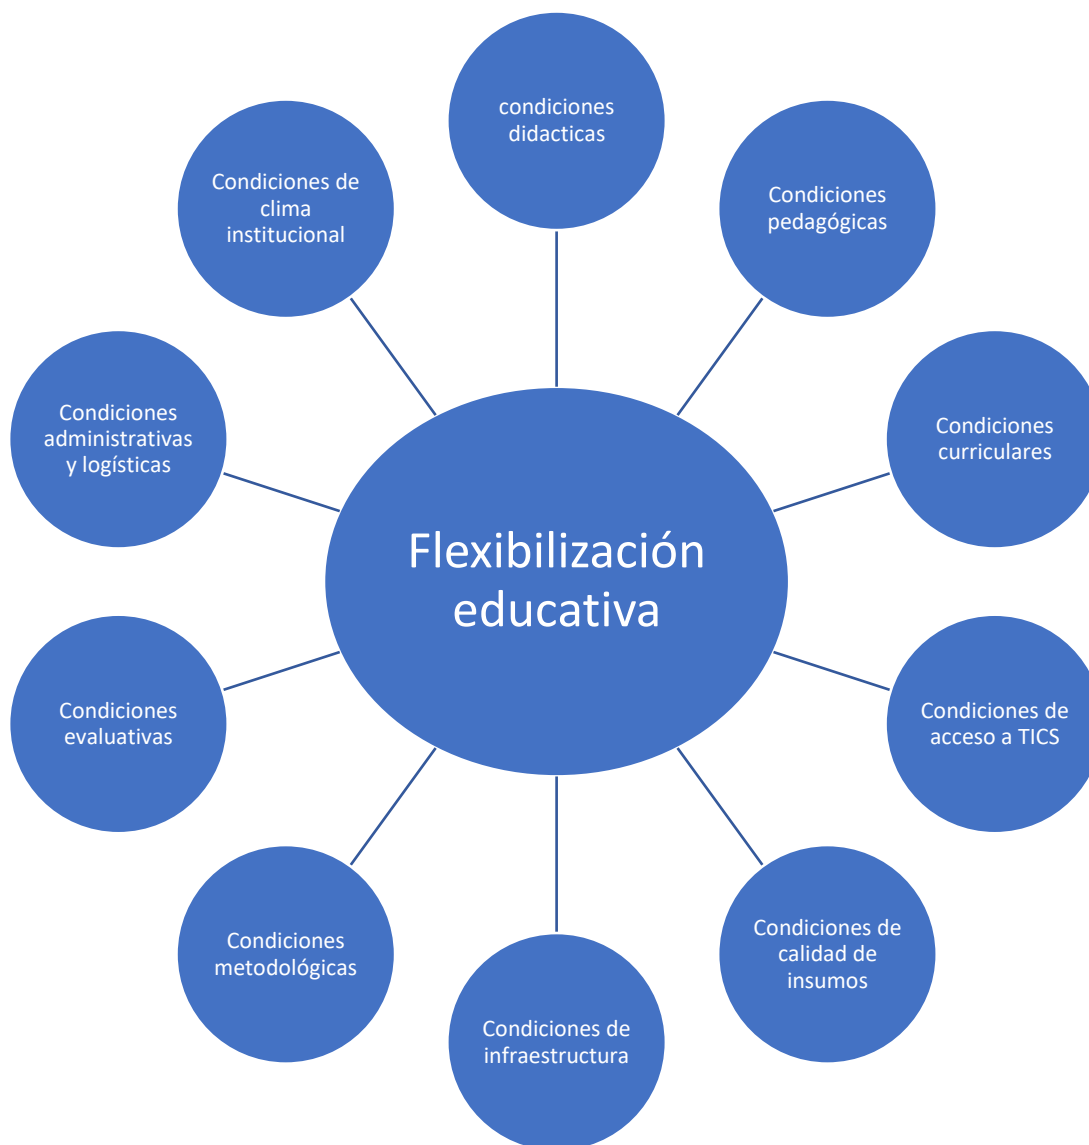 condiciones
didacticas
Condiciones
pedagógicas
Condiciones
curriculares
Condiciones de
acceso a TICS
Condiciones de
calidad de
insumos
Condiciones de
infraestructura
Condiciones
metodológicas
Condiciones
evaluativas
Condiciones
administrativas
y logísticas
Condiciones de
clima
institucional
Flexibilización
educativa